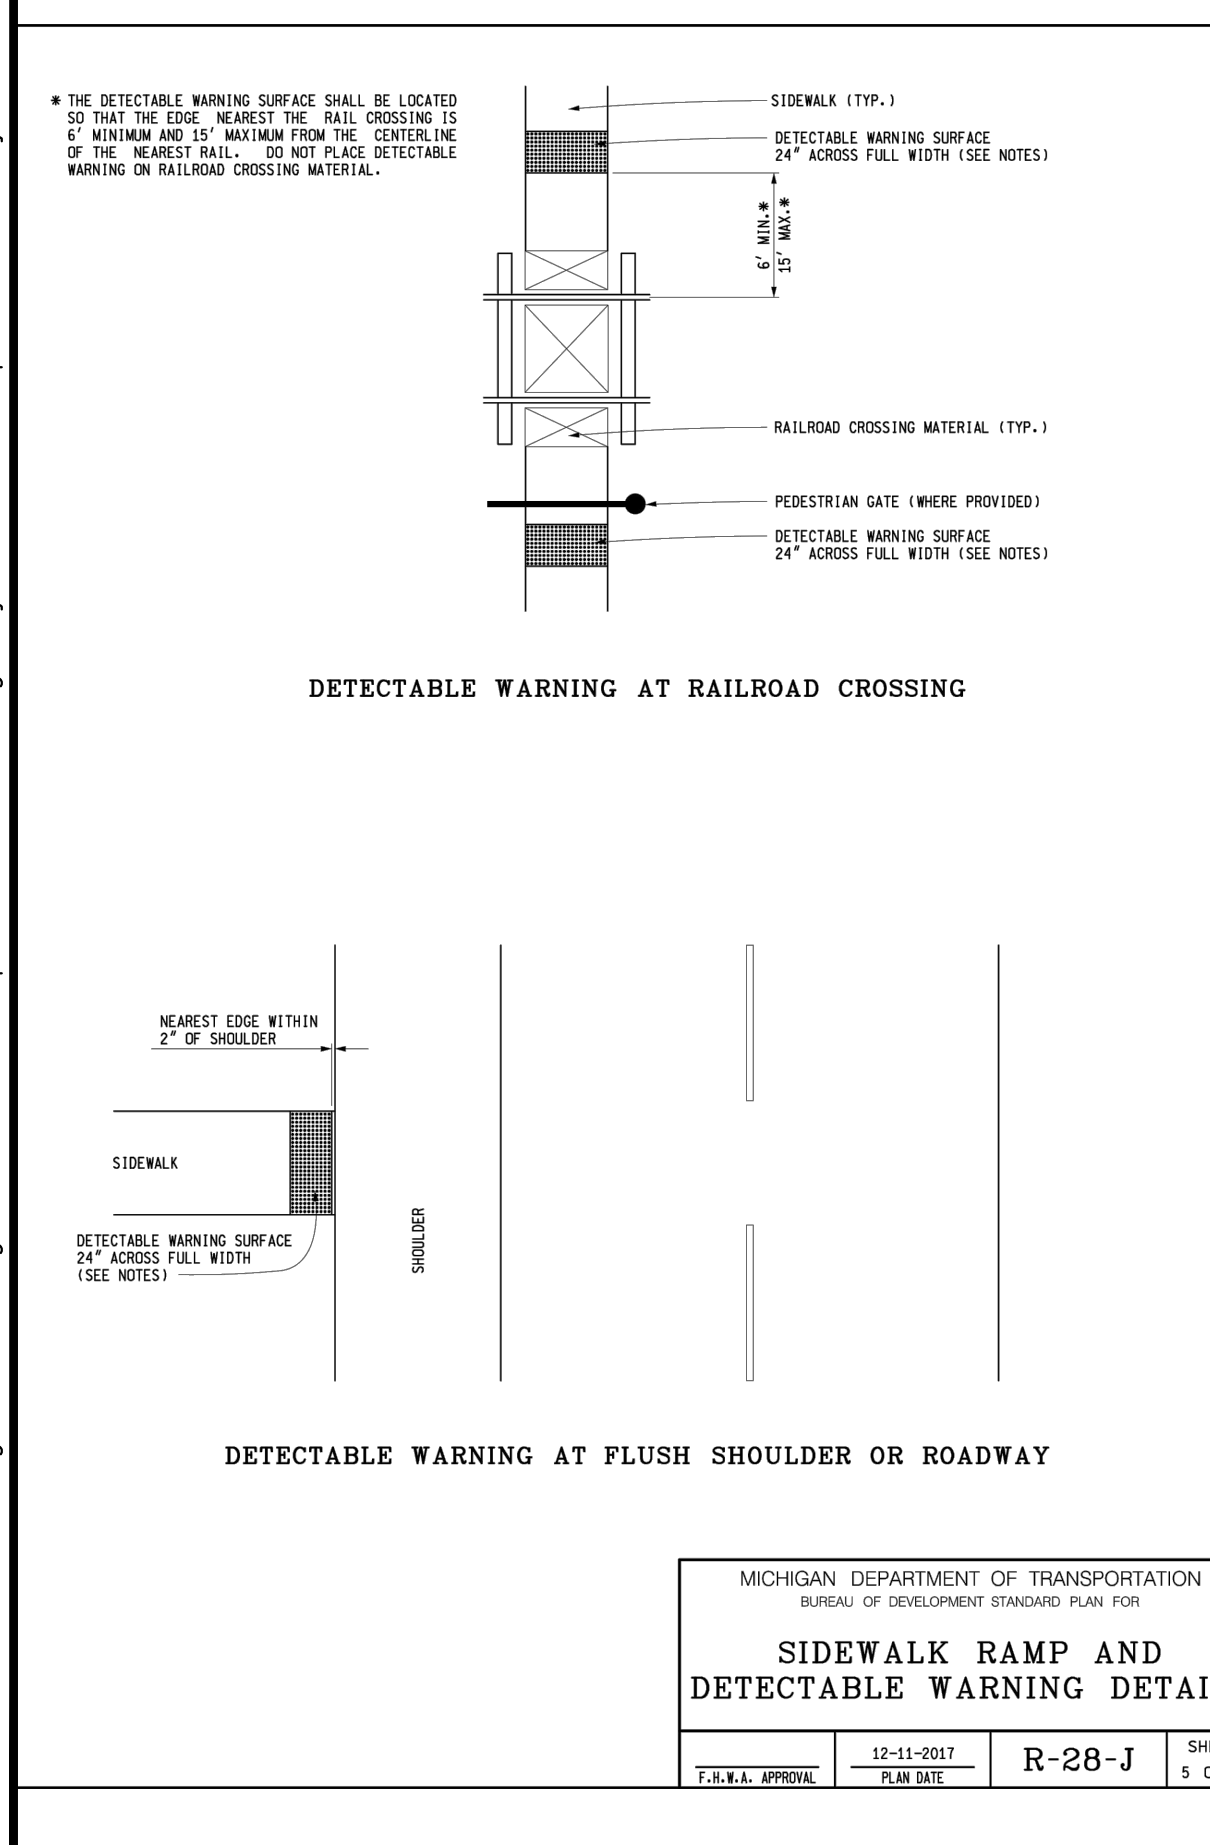 * THE DETECTABLE WARNING SURFACE SHALL BE LOCATED
SO THAT THE EDGE NEAREST THE RAIL CROSSING IS
6' MINIMUM AND 15' MAXIMUM FROM THE CENTERLINE
OF THE NEAREST RAIL. DO NOT PLACE DETECTABLE
WARNING ON RAILROAD CROSSING MATERIAL.
SIDEWALK (TYP.)
DETECTABLE WARNING SURFACE
24" ACROSS FULL WIDTH (SEE NOTES)
6' MIN.*
15' MAX.*
RAILROAD CROSSING MATERIAL (TYP.)
PEDESTRIAN GATE (WHERE PROVIDED)
DETECTABLE WARNING SURFACE
24" ACROSS FULL WIDTH (SEE NOTES)
DETECTABLE WARNING AT RAILROAD CROSSING
NEAREST EDGE WITHIN
2" OF SHOULDER
SIDEWALK
DETECTABLE WARNING SURFACE
24" ACROSS FULL WIDTH
(SEE NOTES)
SHOULDER
DETECTABLE WARNING AT FLUSH SHOULDER OR ROADWAY
MICHIGAN DEPARTMENT OF TRANSPORTATION
BUREAU OF DEVELOPMENT STANDARD PLAN FOR
SIDEWALK RAMP AND
DETECTABLE WARNING DETAI
F.H.W.A. APPROVAL
12-11-2017
PLAN DATE
R-28-J
SH
5